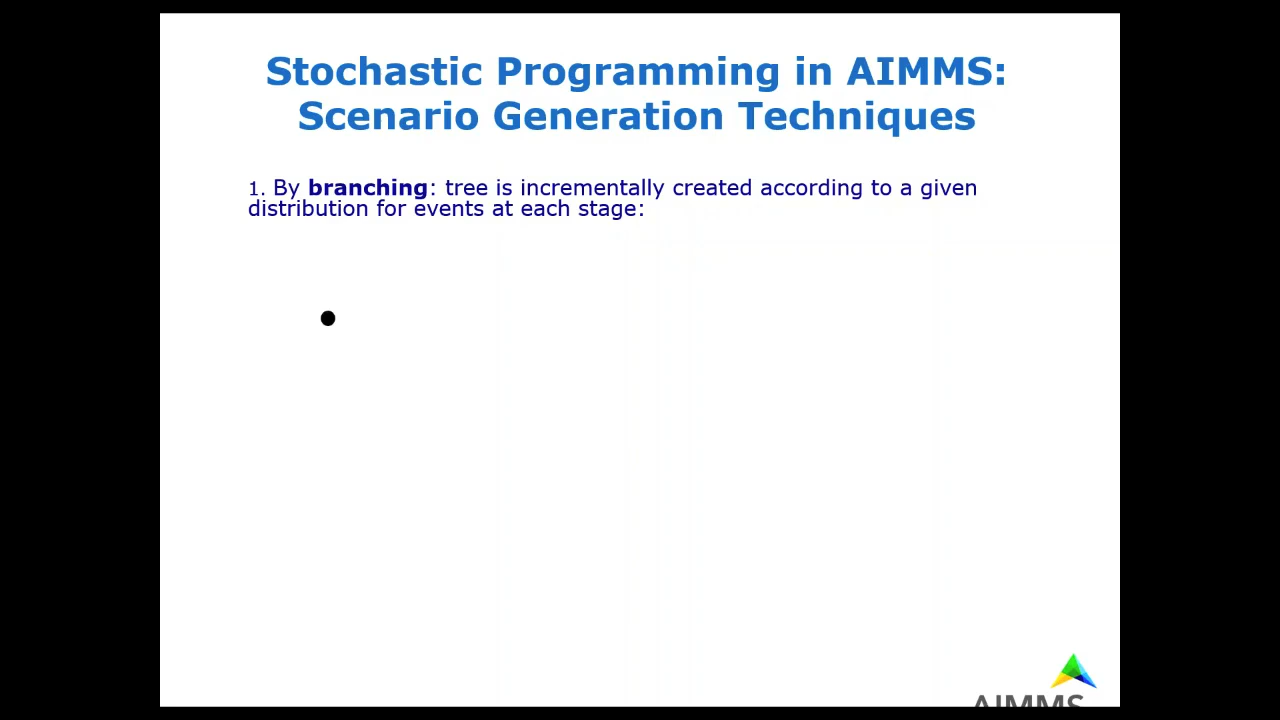 Stochastic Programming in AIMMS:
Scenario Generation Techniques
1. By branching: tree is incrementally created according to a given
distribution for events at each stage:
AIMMS